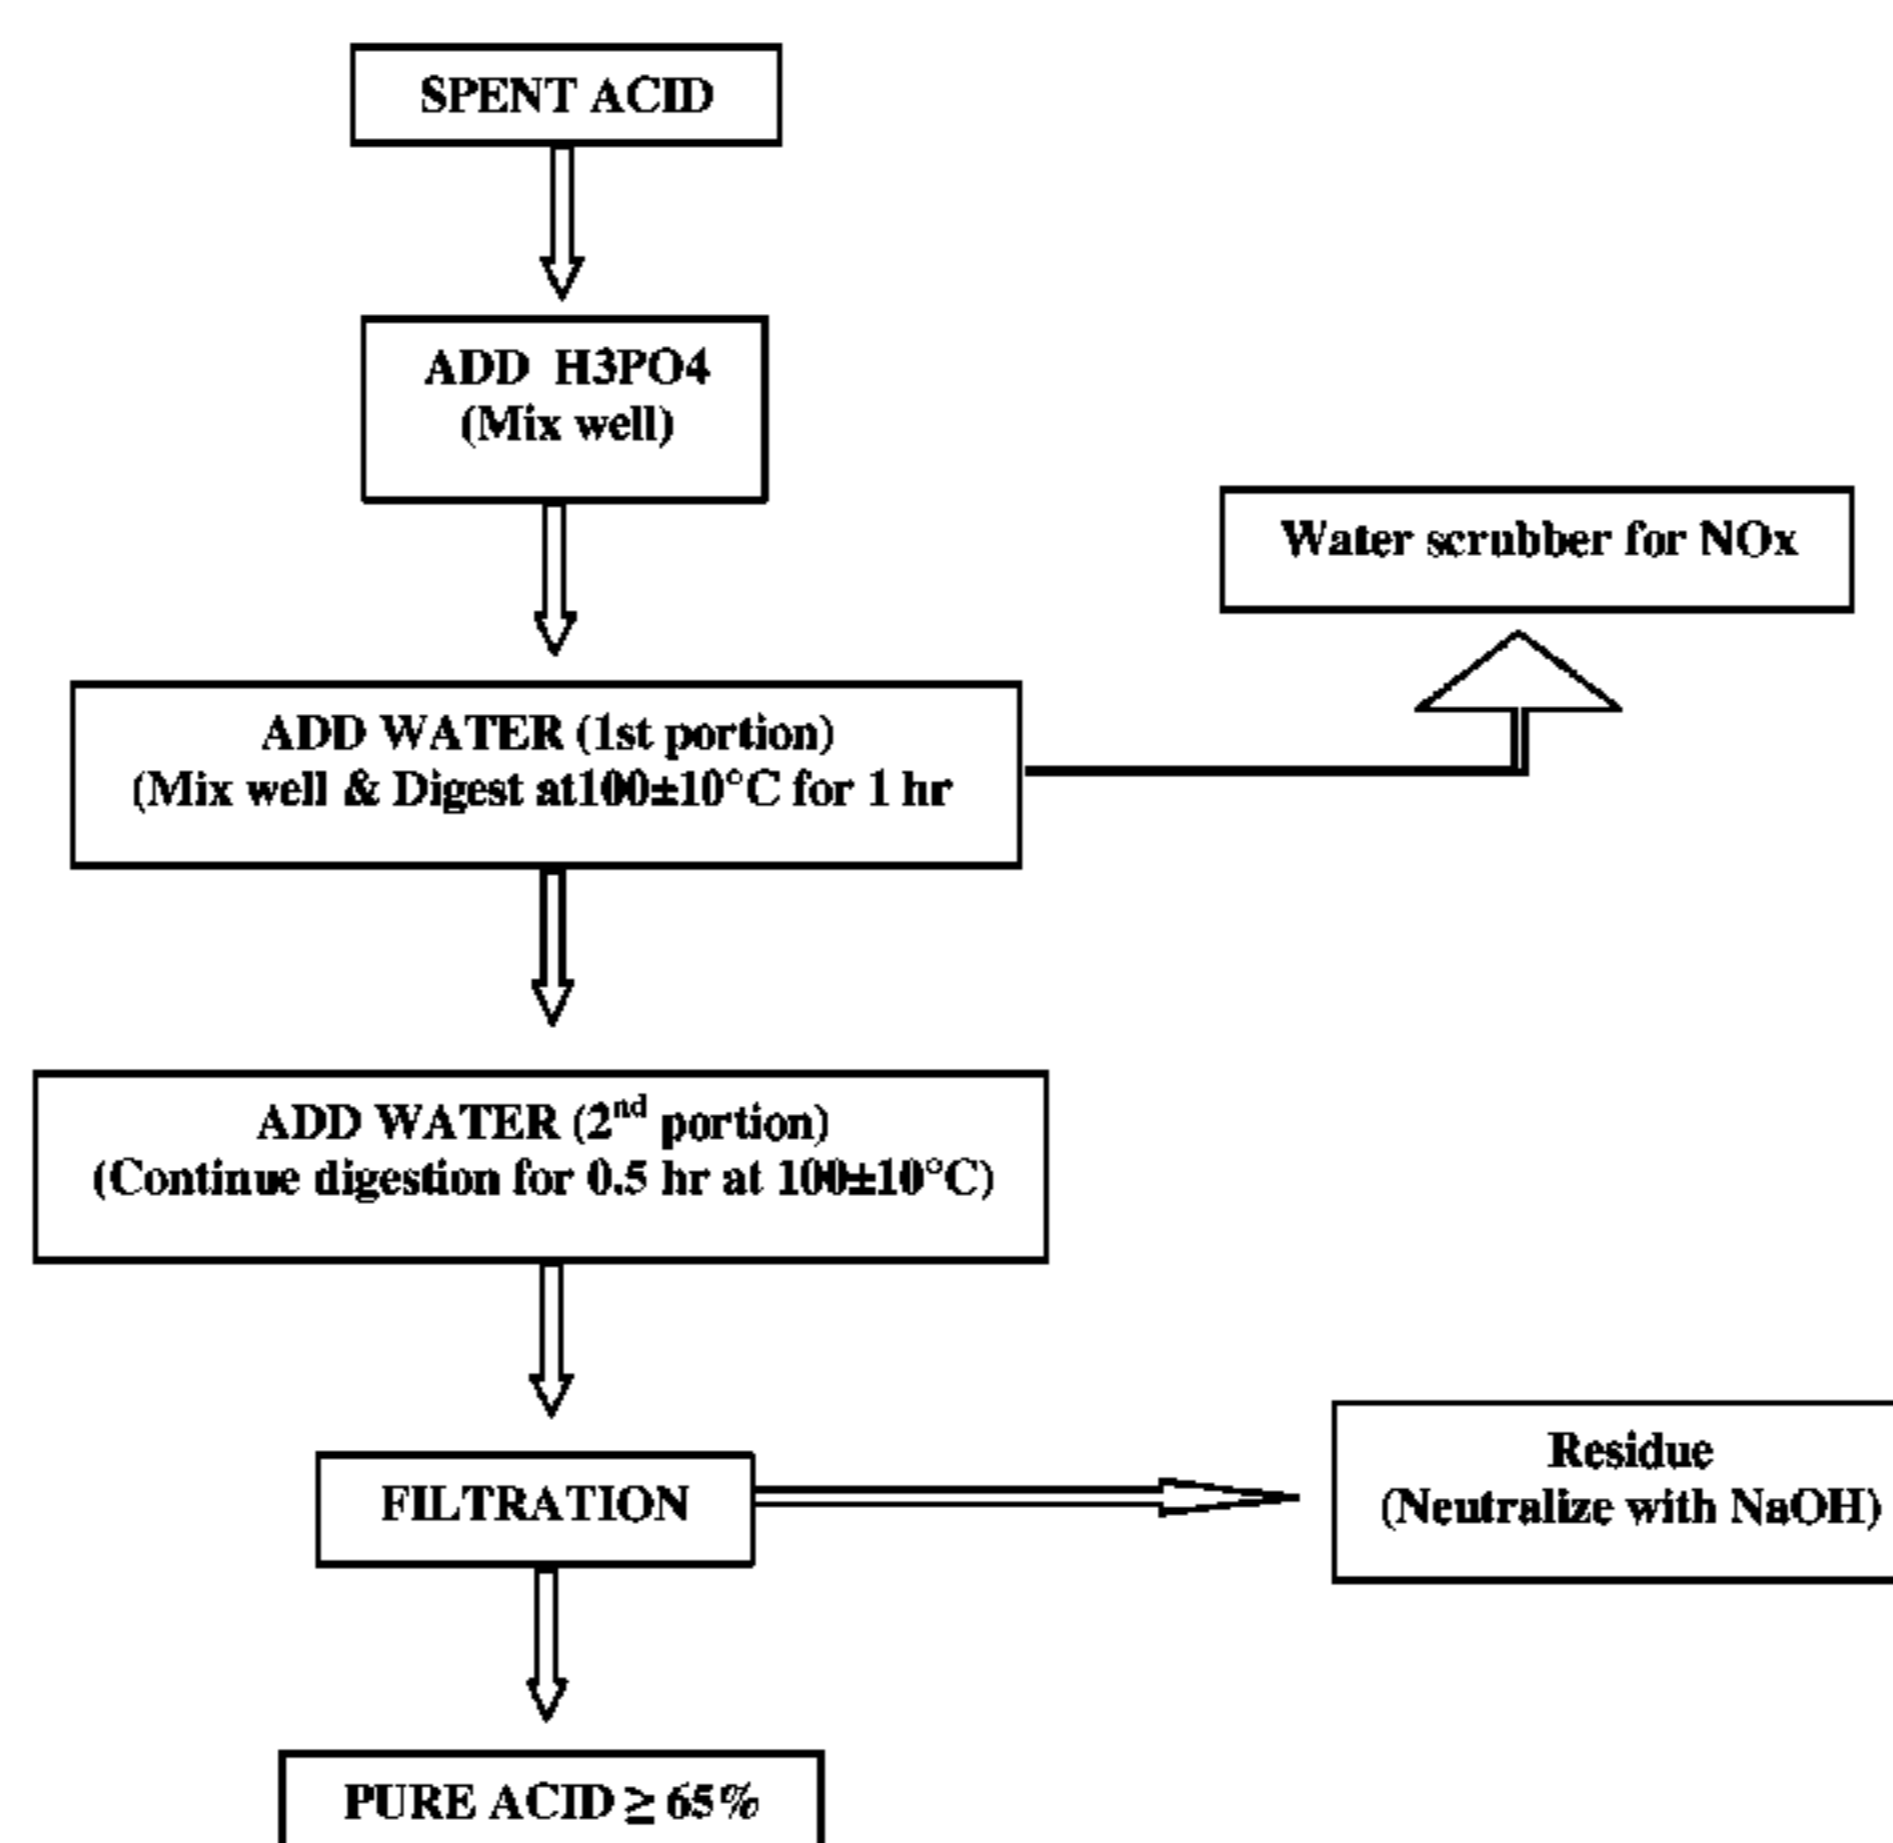 SPENT ACID
ADD H3PO4
(Mix well)
Water scrubber for NOx
ADD WATER (1st portion)
(Mix well & Digest at100±10°C for 1 hr
ADD WATER (2nd portion)
(Continue digestion for 0.5 hr at 100±10°C)
FILTRATION
Residue
(Neutralize with NaOH)
PURE ACID ≥ 65%